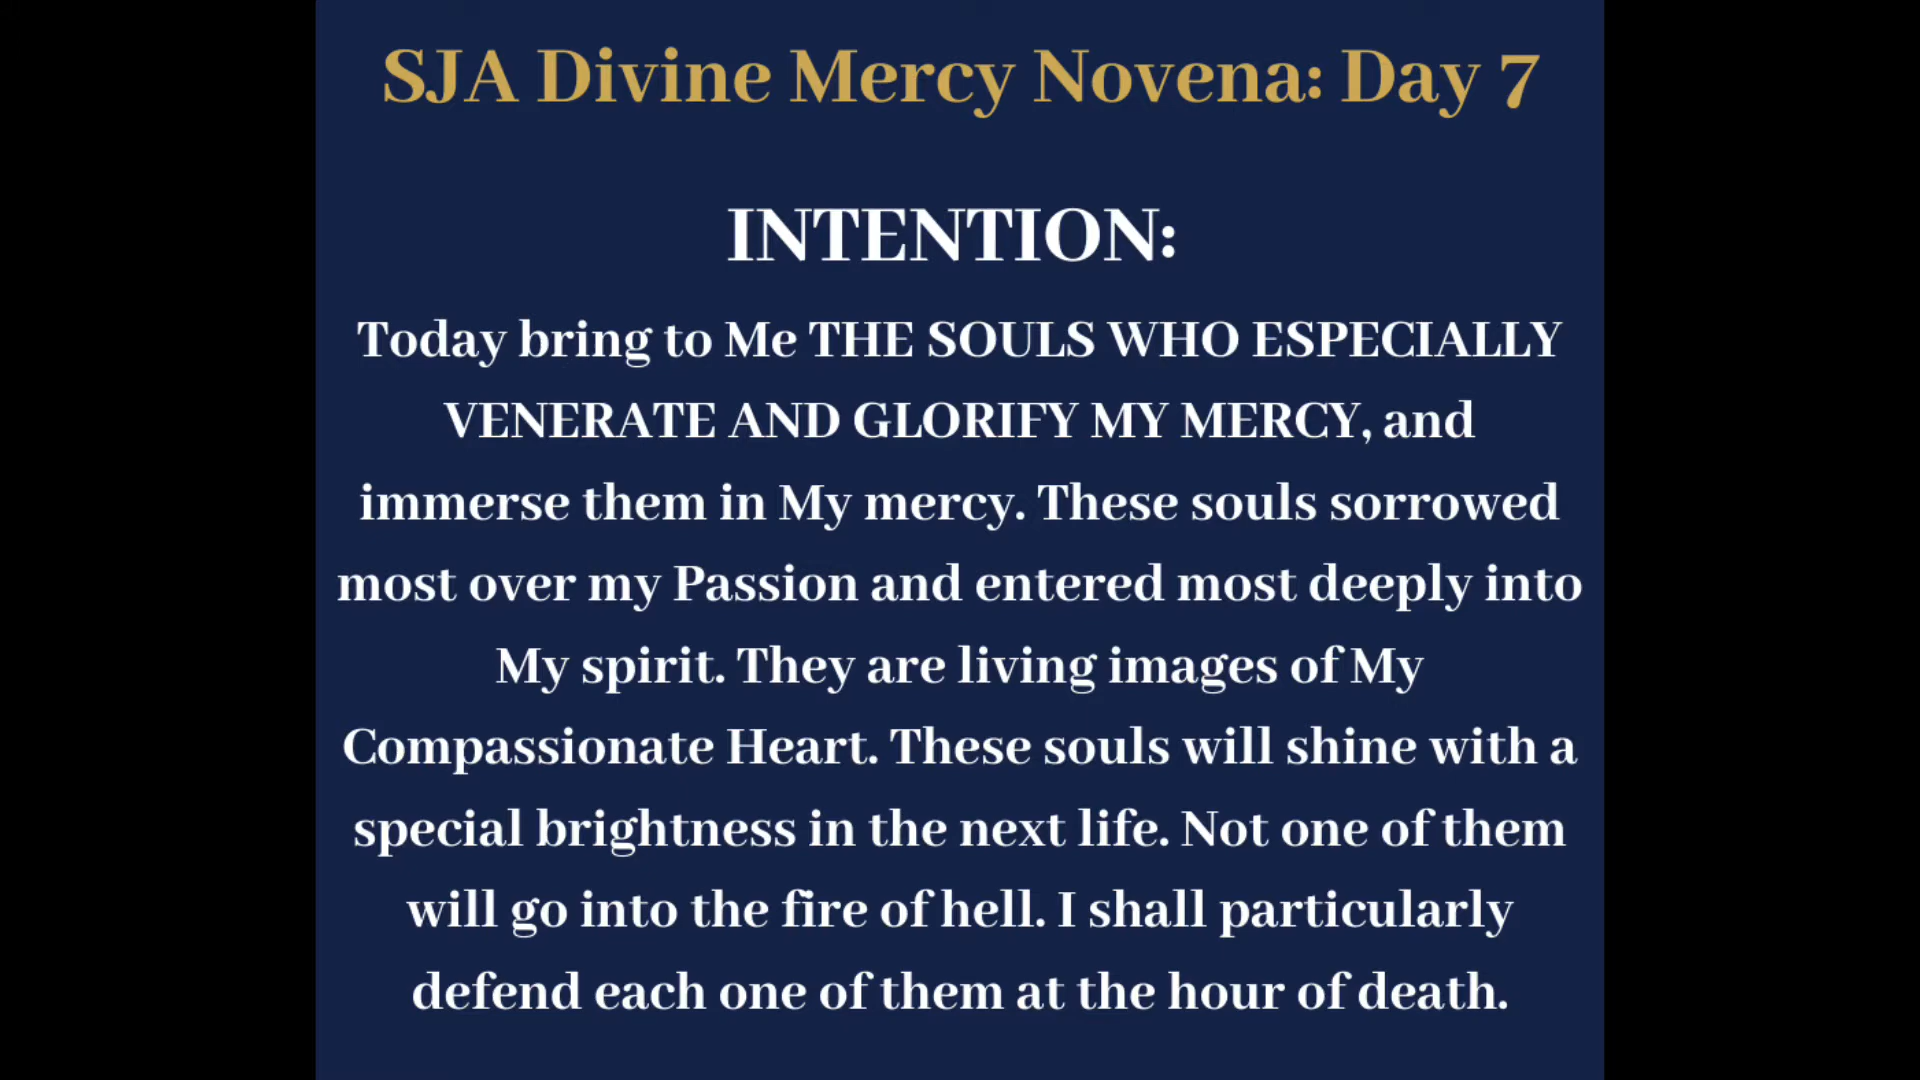 SJA Divine Mercy Novena: Day 7
INTENTION:
Today bring to Me THE SOULS WHO ESPECIALLY
VENERATE AND GLORIFY MY MERCY, and
immerse them in My mercy. These souls sorrowed
most over my Passion and entered most deeply into
My spirit. They are living images of My
Compassionate Heart. These souls will shine with a
special brightness in the next life. Not one of them
will go into the fire of hell. I shall particularly
defend each one of them at the hour of death.